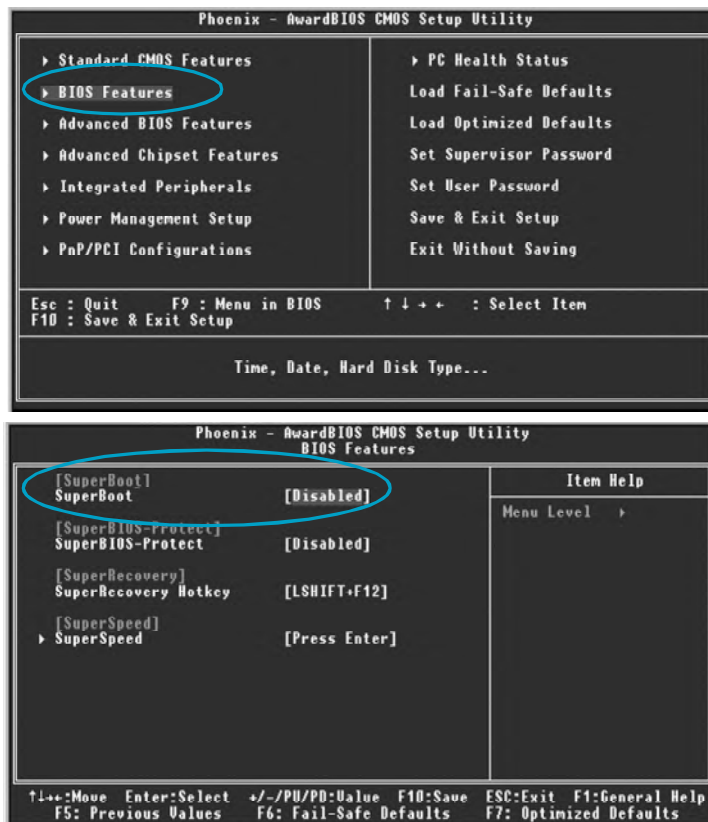 Phoenix - AwardBIOS CMOS Setup Utility
▸ Standard CMOS Features
▸ BIOS Features
▸ Advanced BIOS Features
▸ Advanced Chipset Features
▸ Integrated Peripherals
▸ Power Management Setup
▸ PnP/PCI Configurations
▸ PC Health Status
Load Fail-Safe Defaults
Load Optimized Defaults
Set Supervisor Password
Set User Password
Save & Exit Setup
Exit Without Saving
Esc : Quit F9 : Menu in BIOS ↑ ↓ → ← : Select Item
F10 : Save & Exit Setup
Time, Date, Hard Disk Type...
Phoenix - AwardBIOS CMOS Setup Utility
BIOS Features
[SuperBoot]
SuperBoot [Disabled]
[SuperBIOS-Protect]
SuperBIOS-Protect [Disabled]
[SuperRecovery]
SuperRecovery Hotkey [LSHIFT+F12]
[SuperSpeed]
▸ SuperSpeed [Press Enter]
Item Help
Menu Level ▸
↑↓→←:Move Enter:Select +/-/PU/PD:Value F10:Save ESC:Exit F1:General Help
F5: Previous Values F6: Fail-Safe Defaults F7: Optimized Defaults